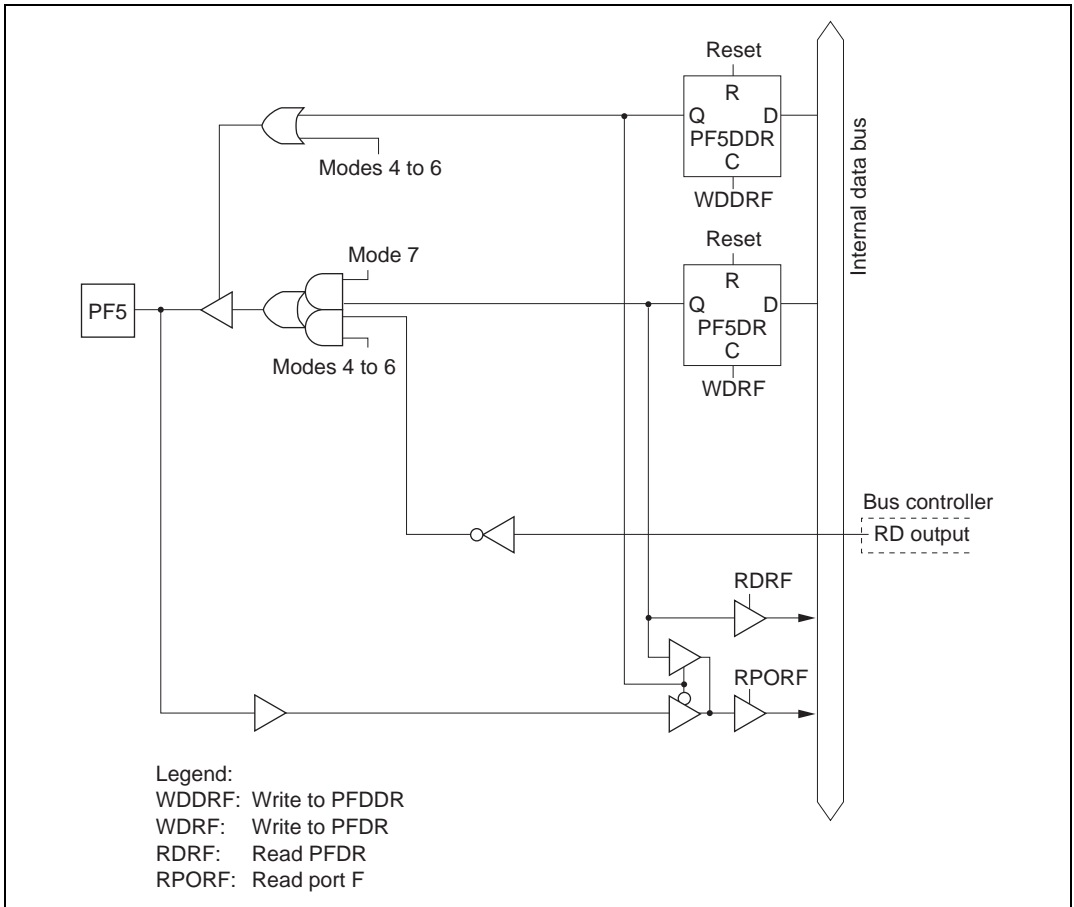 Reset
R
Q D
PF5DDR
C
WDDRF
Modes 4 to 6
Internal data bus
Reset
R
Q D
PF5DR
C
WDRF
Mode 7
PF5
Modes 4 to 6
Bus controller
RD output
RDRF
RPORF
Legend:
WDDRF: Write to PFDDR
WDRF: Write to PFDR
RDRF: Read PFDR
RPORF: Read port F